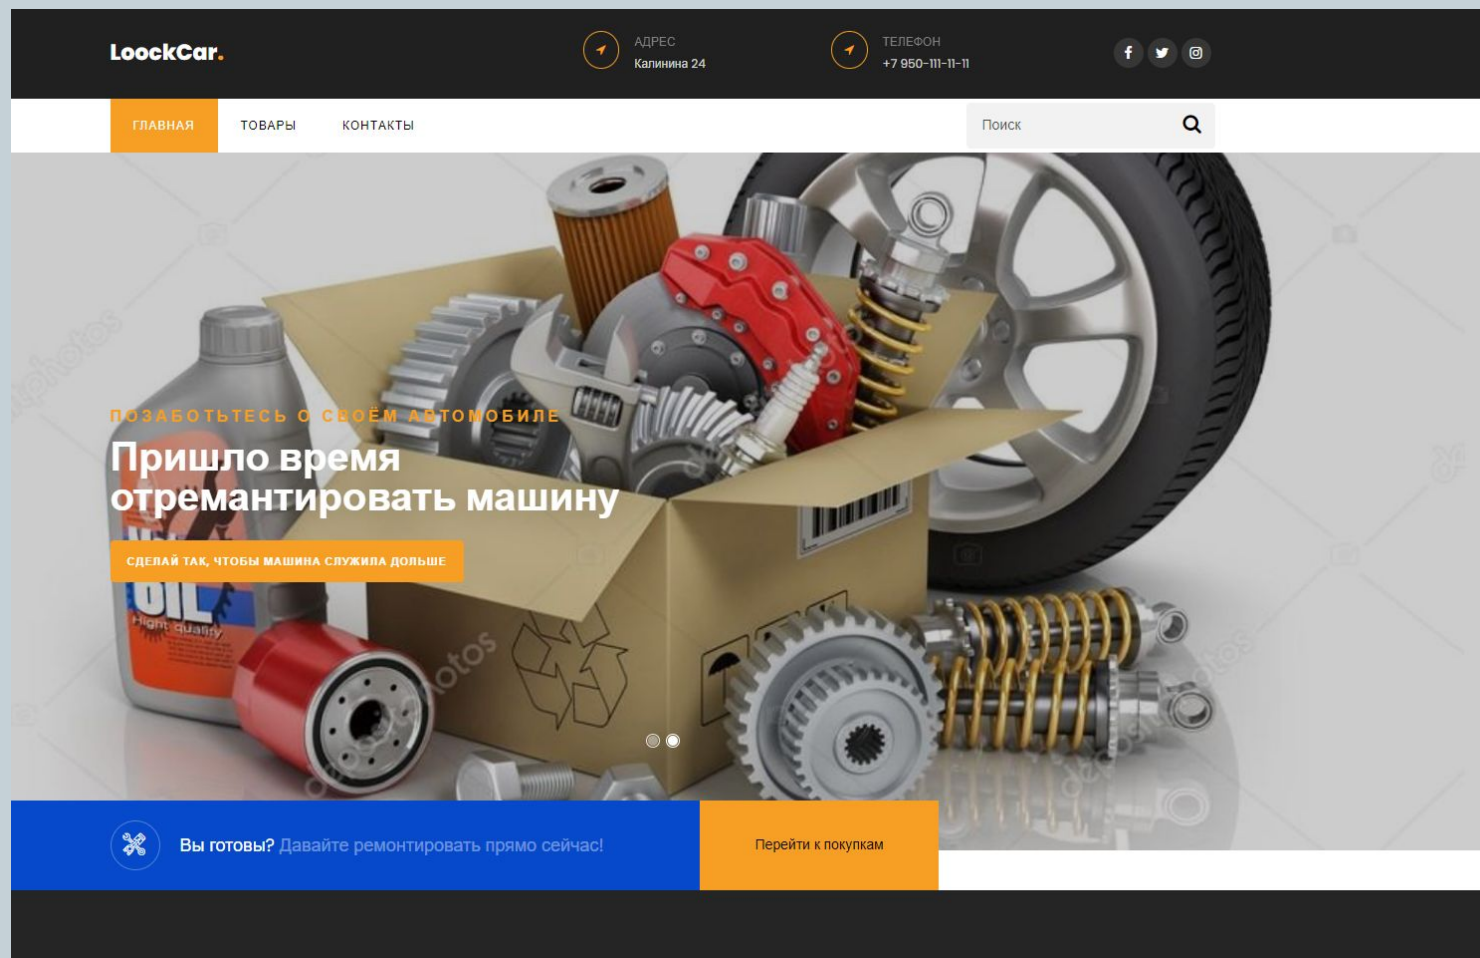 LoockCar.
АДРЕС
Калинина 24
ТЕЛЕФОН
+7 950-111-11-11
ГЛАВНАЯ
ТОВАРЫ
КОНТАКТЫ
Поиск
ПОЗАБОТЬТЕСЬ О СВОЁМ АВТОМОБИЛЕ
Пришло время
отремантировать машину
СДЕЛАЙ ТАК, ЧТОБЫ МАШИНА СЛУЖИЛА ДОЛЬШЕ
OIL
Hight quality
depositphotos
Вы готовы? Давайте ремонтировать прямо сейчас!
Перейти к покупкам